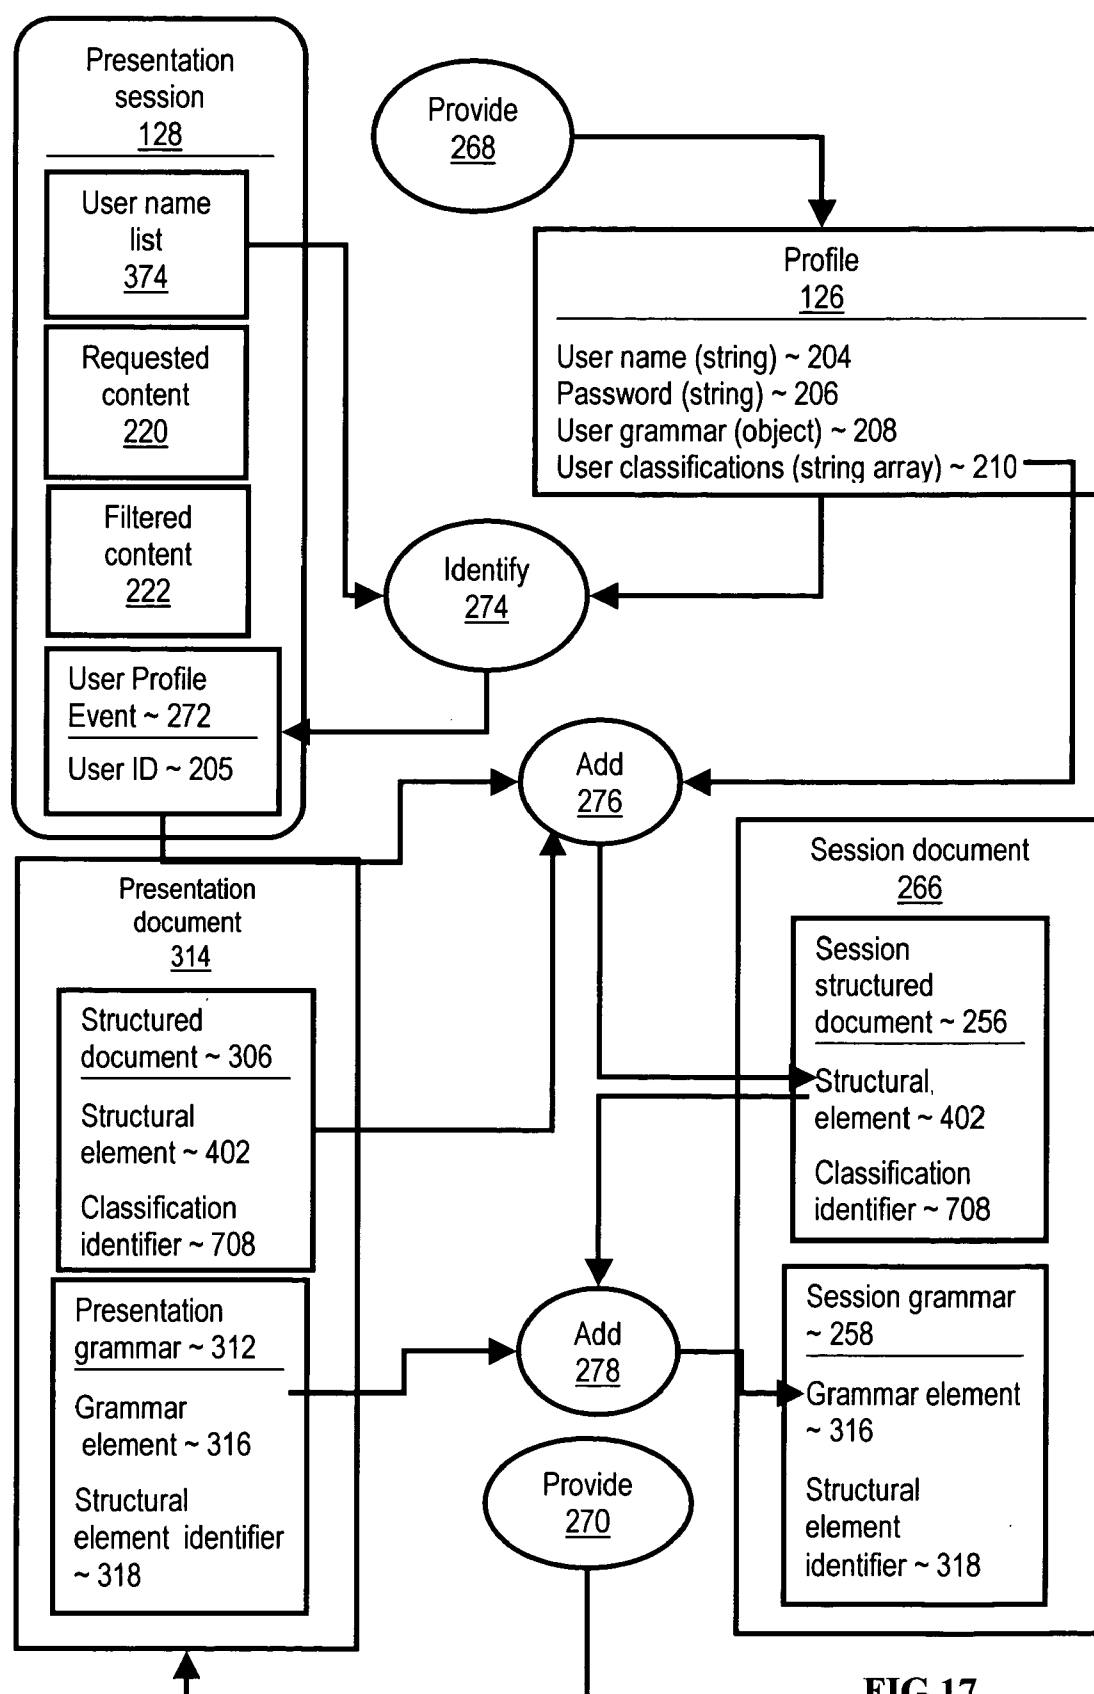 Presentation
session
128
User name
list
374
Requested
content
220
Filtered
content
222
User Profile
Event ~ 272
User ID ~ 205
Provide
268
Profile
126
User name (string) ~ 204
Password (string) ~ 206
User grammar (object) ~ 208
User classifications (string array) ~ 210
Identify
274
Add
276
Presentation
document
314
Structured
document ~ 306
Structural
element ~ 402
Classification
identifier ~ 708
Presentation
grammar ~ 312
Grammar
element ~ 316
Structural
element identifier
~ 318
Add
278
Provide
270
Session document
266
Session
structured
document ~ 256
Structural
element ~ 402
Classification
identifier ~ 708
Session grammar
~ 258
Grammar element
~ 316
Structural
element
identifier ~ 318
FIG 17